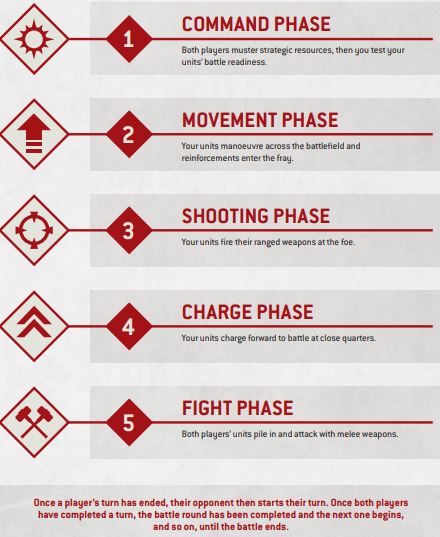 1
COMMAND PHASE
Both players muster strategic resources, then you test your
units' battle readiness.
2
MOVEMENT PHASE
Your units manoeuvre across the battlefield and
reinforcements enter the fray.
3
SHOOTING PHASE
Your units fire their ranged weapons at the foe.
4
CHARGE PHASE
Your units charge forward to battle at close quarters.
5
FIGHT PHASE
Both players' units pile in and attack with melee weapons.
Once a player's turn has ended, their opponent then starts their turn. Once both players
have completed a turn, the battle round has been completed and the next one begins,
and so on, until the battle ends.